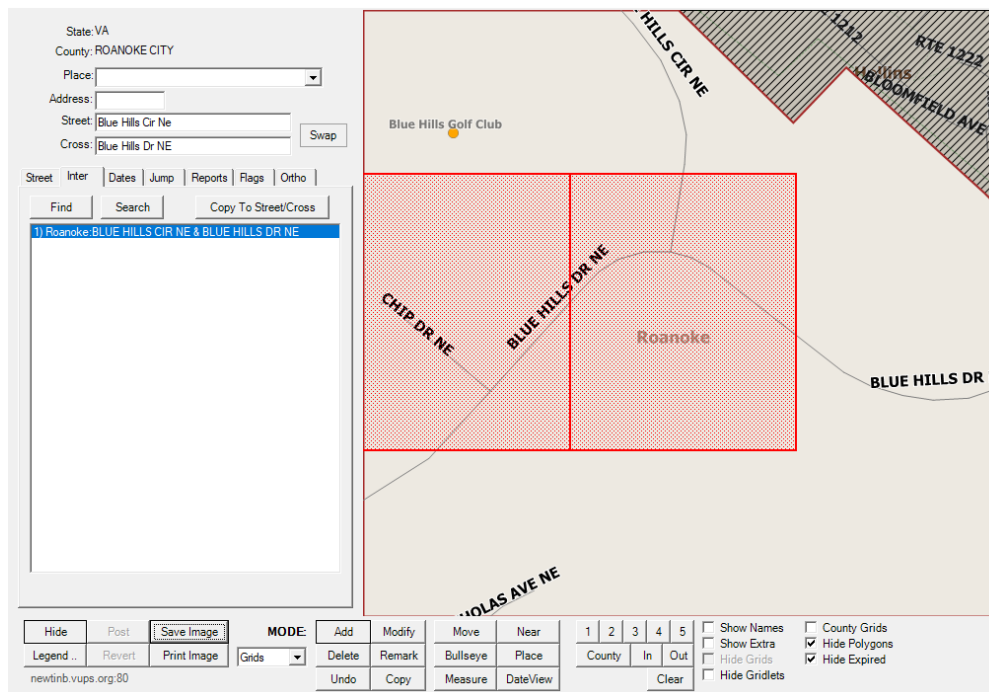 State: VA
County: ROANOKE CITY
Place:
Address:
Street: Blue Hills Cir Ne
Cross: Blue Hills Dr NE
Swap
Street Inter Dates Jump Reports Flags Ortho
Find Search Copy To Street/Cross
1) Roanoke:BLUE HILLS CIR NE & BLUE HILLS DR NE
HILLS CIR NE
1212
RTE 1222
Hollins
BLOOMFIELD AVE
Blue Hills Golf Club
BLUE HILLS DR NE
CHIP DR NE
Roanoke
BLUE HILLS DR
HOLAS AVE NE
Hide Post Save Image MODE: Add Modify Move Near 1 2 3 4 5 Show Names County Grids
Show Extra Hide Polygons
Legend .. Revert Print Image Grids Delete Remark Bullseye Place County In Out Hide Grids Hide Expired
newtinb.vups.org:80 Undo Copy Measure DateView Clear Hide Gridlets